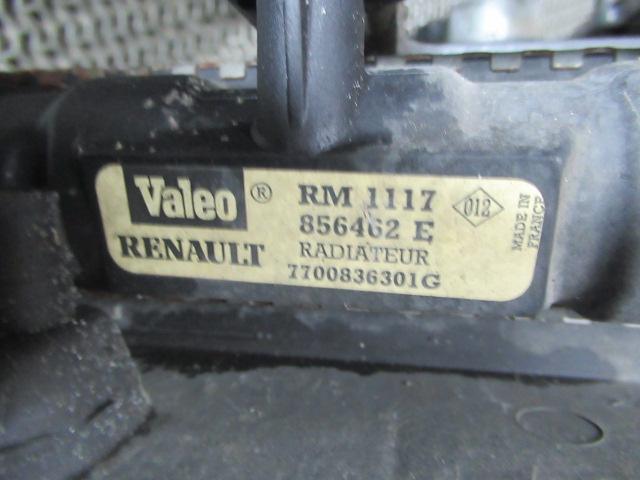 Valeo ® RM 1117 012
856462 E
RENAULT RADIATEUR
7700836301G
MADE IN
FRANCE